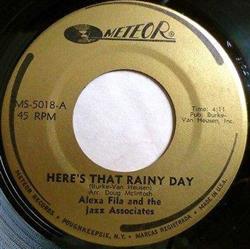 METEOR®
MS-5018-A
45 RPM
Time: 4:11
Pub: Burke-
Van Heusen, Inc.
HERE'S THAT RAINY DAY
(Burke-Van Heusen)
Arr: Doug McIntosh
Alexa Fila and the
Jazz Associates
METEOR RECORDS • POUGHKEEPSIE, N.Y. • MARCAS REGISTRADA • MADE IN U.S.A.